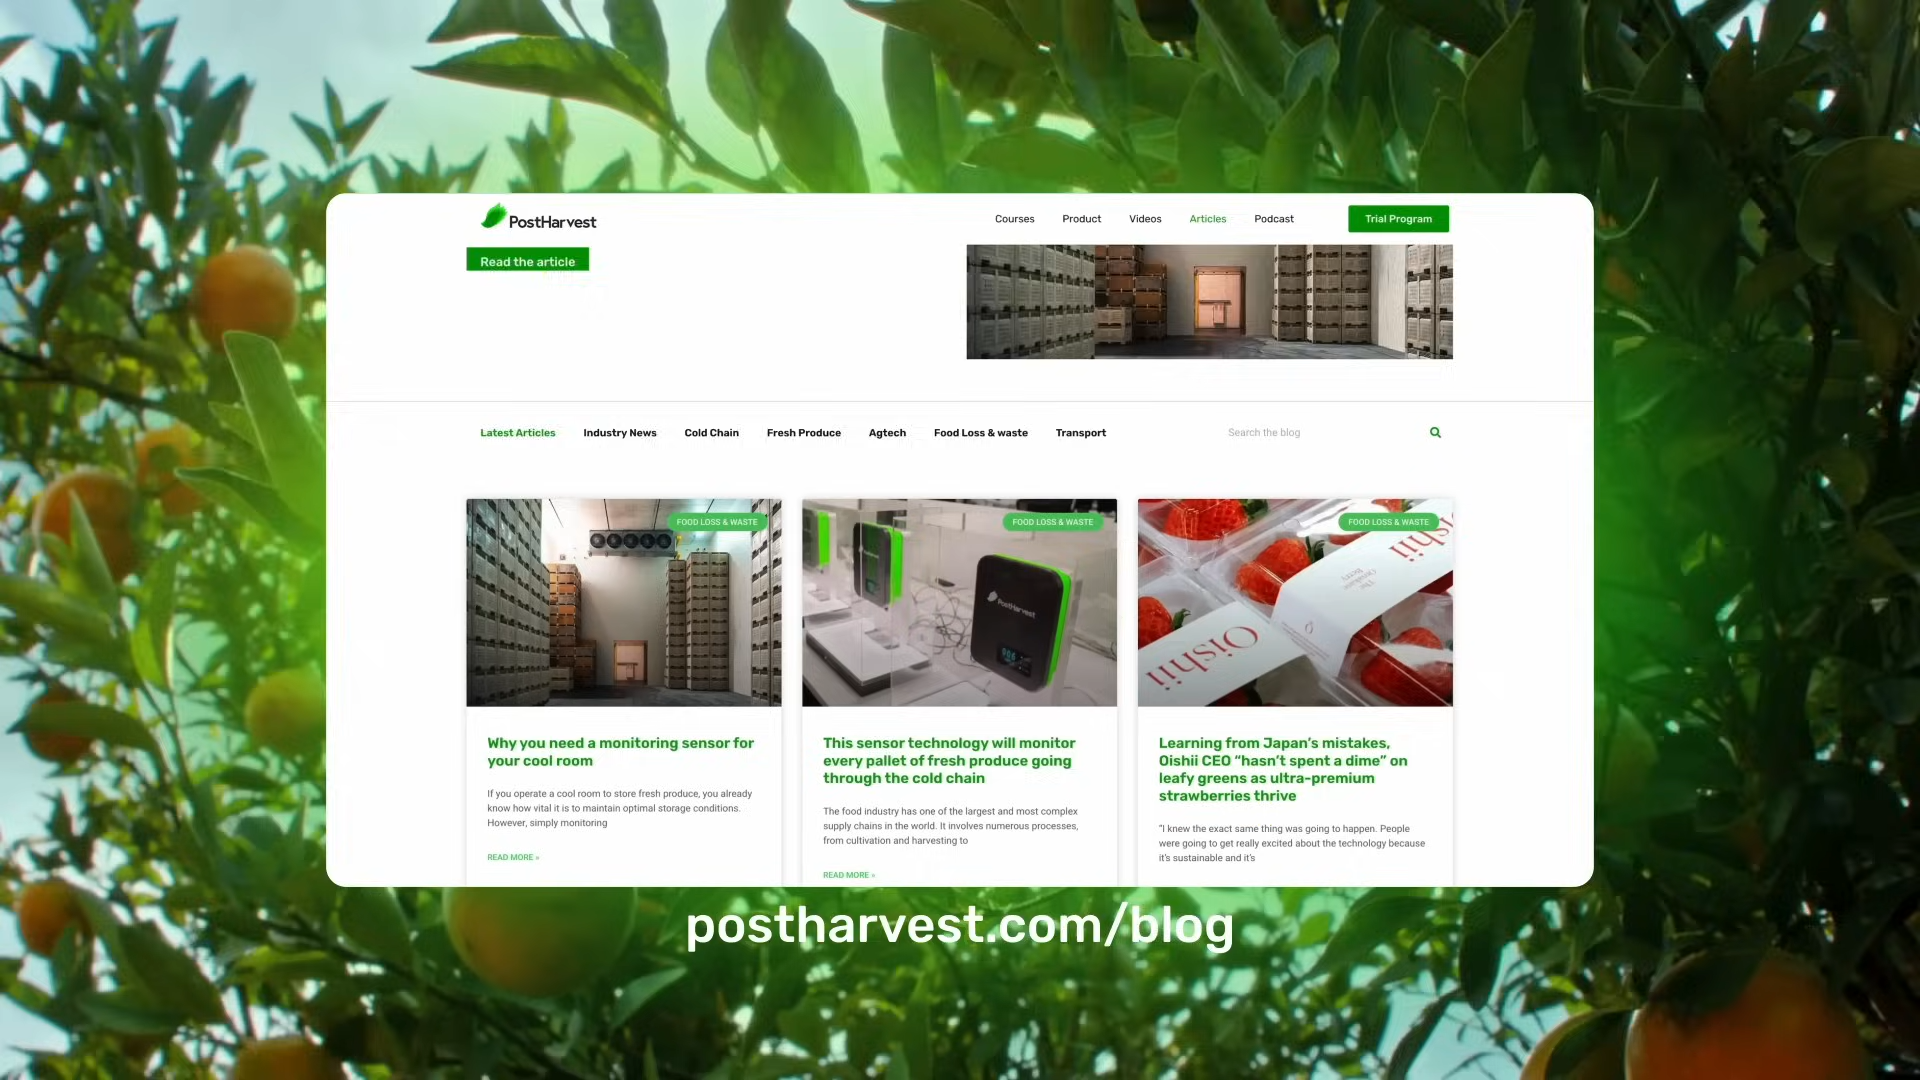 PostHarvest
Courses Product Videos Articles Podcast Trial Program
Read the article
Latest Articles Industry News Cold Chain Fresh Produce Agtech Food Loss & waste Transport Search the blog
FOOD LOSS & WASTE
FOOD LOSS & WASTE
FOOD LOSS & WASTE
PostHarvest
PostHarvest
Oishii
The
Omakase
Berry
Oishii
Why you need a monitoring sensor for
your cool room
If you operate a cool room to store fresh produce, you already
know how vital it is to maintain optimal storage conditions.
However, simply monitoring
READ MORE »
This sensor technology will monitor
every pallet of fresh produce going
through the cold chain
The food industry has one of the largest and most complex
supply chains in the world. It involves numerous processes,
from cultivation and harvesting to
READ MORE »
Learning from Japan’s mistakes,
Oishii CEO “hasn’t spent a dime” on
leafy greens as ultra-premium
strawberries thrive
“I knew the exact same thing was going to happen. People
were going to get really excited about the technology because
it’s sustainable and it’s
postharvest.com/blog